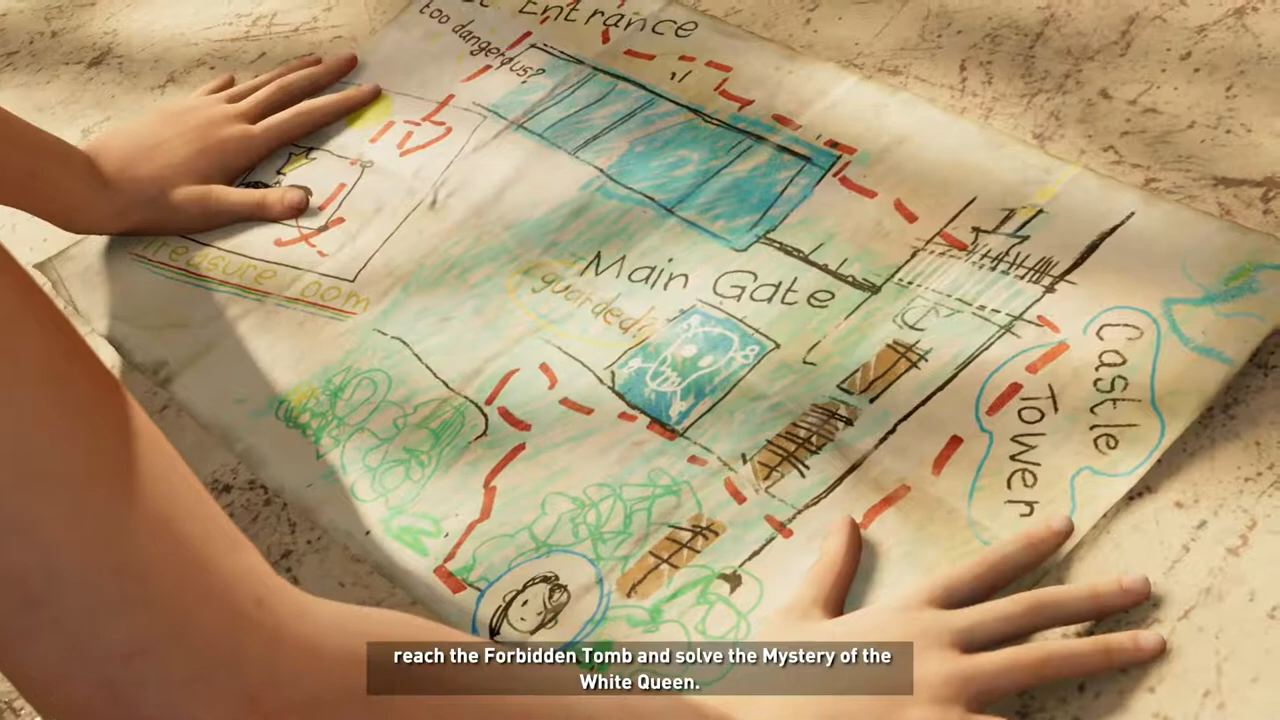 Entrance
too dangerous?
Treasure room
Main Gate
guarded!
Castle
Tower
reach the Forbidden Tomb and solve the Mystery of the
White Queen.